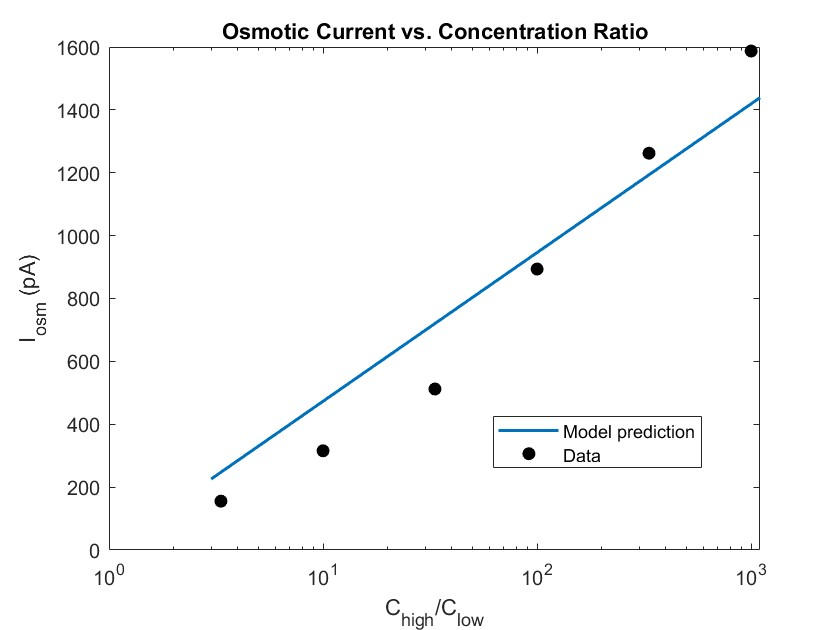 Osmotic Current vs. Concentration Ratio
1600
1400
1200
1000
800
600
400
200
0
I_osm (pA)
Model prediction
Data
10^0
10^1
10^2
10^3
C_high/C_low